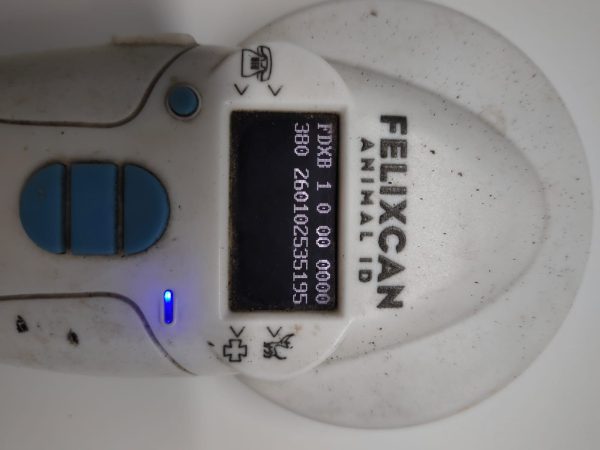 FELIXCAN
ANIMAL ID
FDXB 1 0 00 0000
380 260102535195